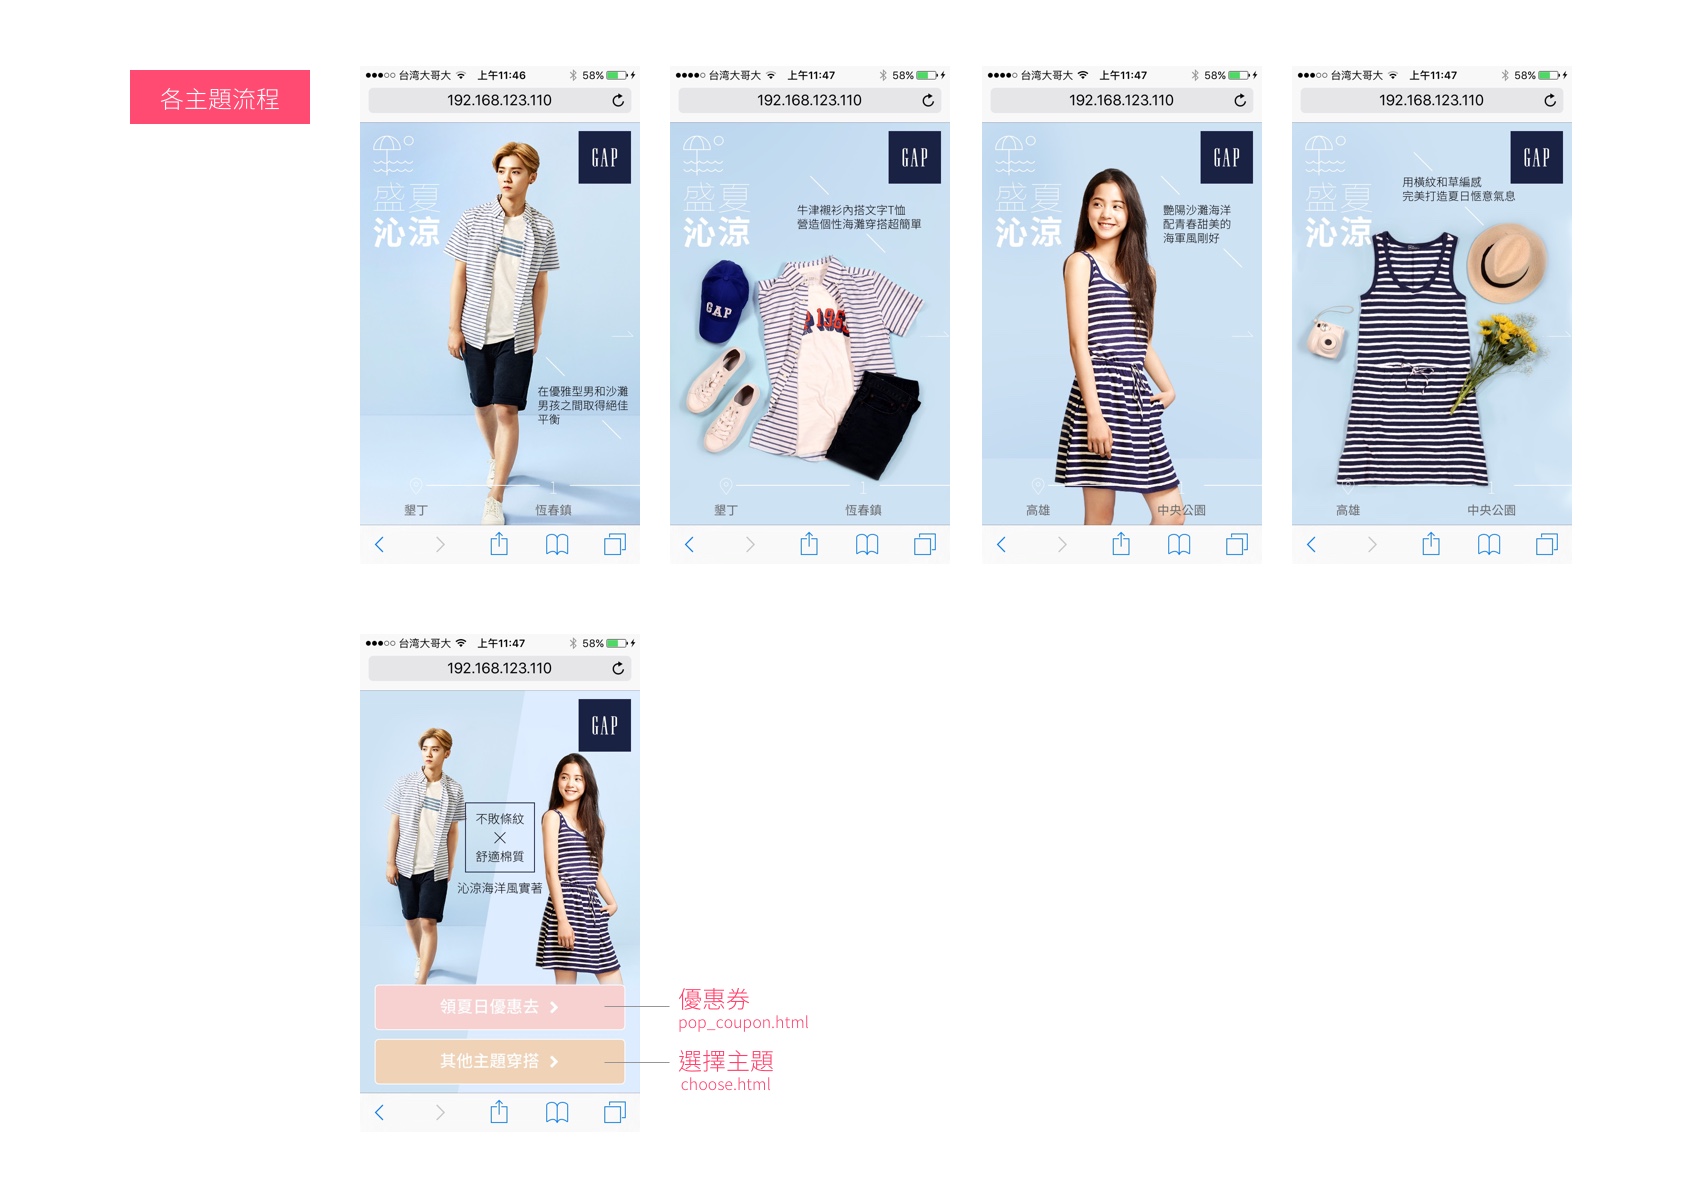 各主題流程
台湾大哥大 上午11:46 58%
192.168.123.110
GAP
盛夏
沁涼
在優雅型男和沙灘
男孩之間取得絕佳
平衡
1
墾丁 恆春鎮
台湾大哥大 上午11:47 58%
192.168.123.110
GAP
盛夏
沁涼
牛津襯衫內搭文字T恤
營造個性海灘穿搭超簡單
GAP
1
墾丁 恆春鎮
台湾大哥大 上午11:47 58%
192.168.123.110
GAP
盛夏
沁涼
艷陽沙灘海洋
配青春甜美的
海軍風剛好
1
高雄 中央公園
台湾大哥大 上午11:47 58%
192.168.123.110
GAP
盛夏
沁涼
用橫紋和草編感
完美打造夏日愜意氣息
1
高雄 中央公園
台湾大哥大 上午11:47 58%
192.168.123.110
GAP
不敗條紋
×
舒適棉質
沁涼海洋風實著
領夏日優惠去
其他主題穿搭
優惠券
pop_coupon.html
選擇主題
choose.html